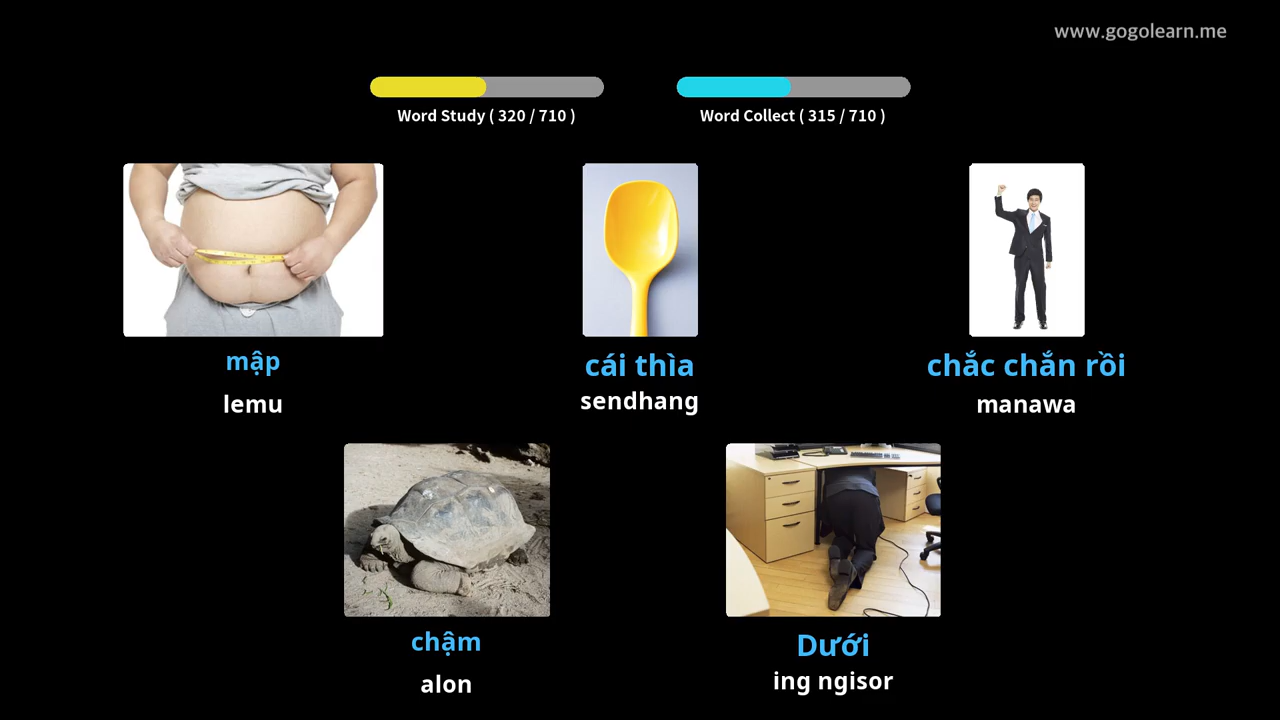 www.gogolearn.me
Word Study ( 320 / 710 )
Word Collect ( 315 / 710 )
mập
lemu
cái thìa
sendhang
chắc chắn rồi
manawa
chậm
alon
Dưới
ing ngisor